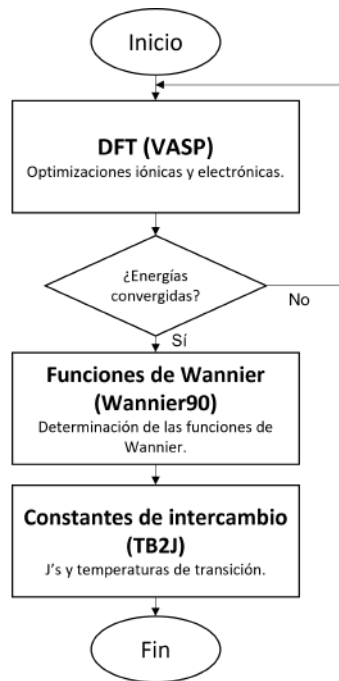 Inicio
DFT (VASP)
Optimizaciones iónicas y electrónicas.
¿Energías
convergidas?
No
Sí
Funciones de Wannier
(Wannier90)
Determinación de las funciones de
Wannier.
Constantes de intercambio
(TB2J)
J's y temperaturas de transición.
Fin